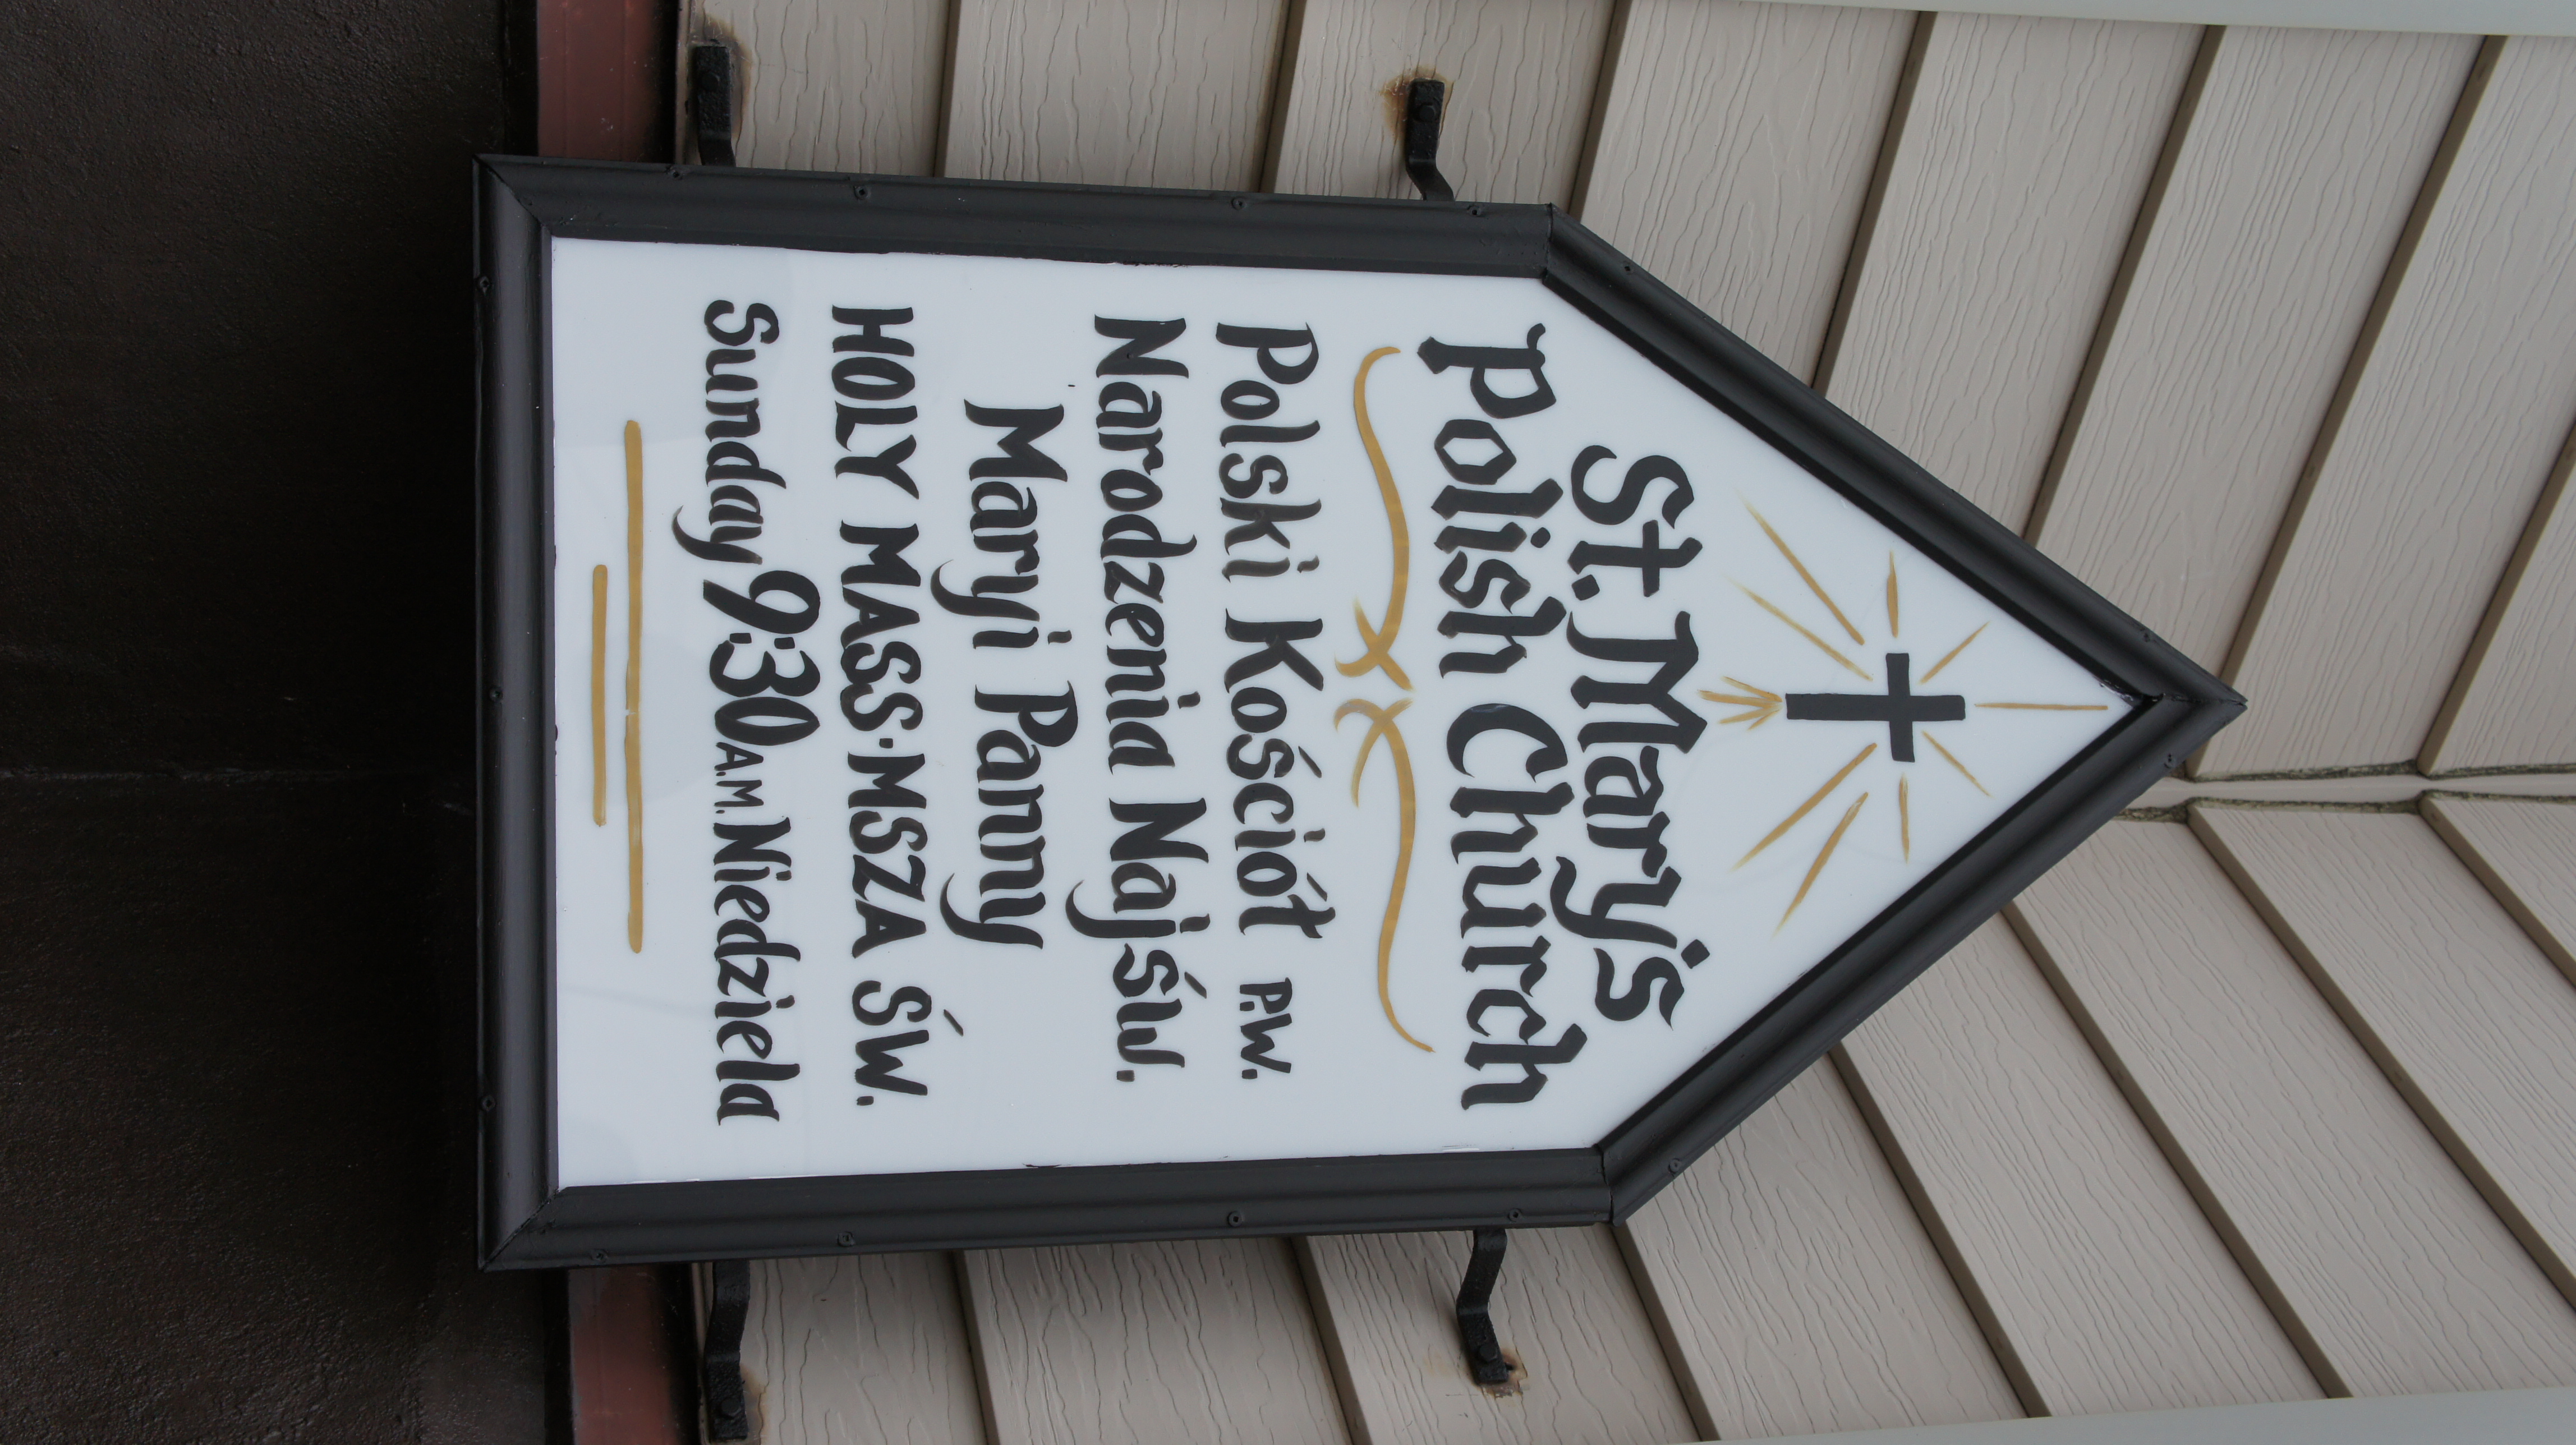 St. Mary's
Polish Church
Polski Kościół P.W.
Narodzenia Najśw.
Maryi Panny
HOLY MASS·MSZA ŚW.
Sunday 9:30 A.M. Niedziela